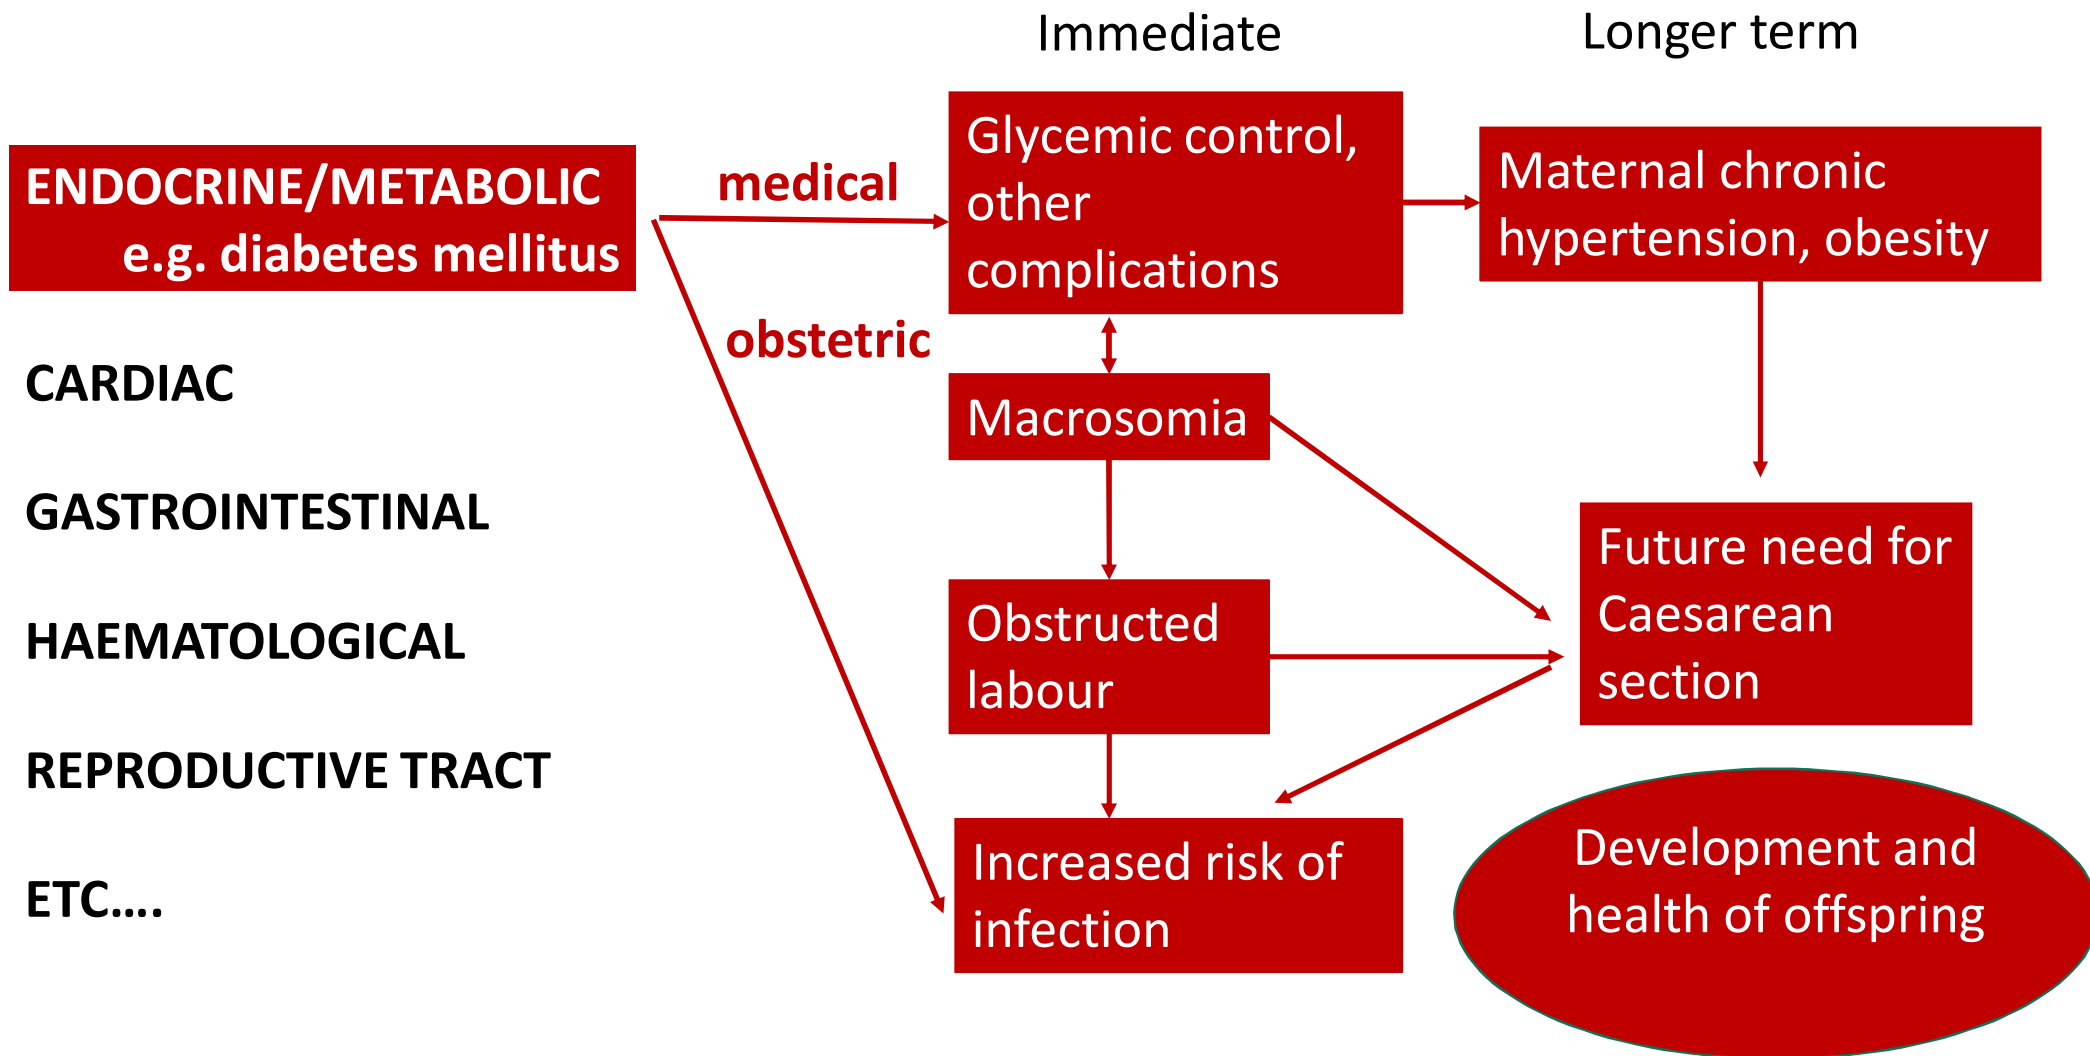 Immediate
Longer term
ENDOCRINE/METABOLIC
e.g. diabetes mellitus
CARDIAC
GASTROINTESTINAL
HAEMATOLOGICAL
REPRODUCTIVE TRACT
ETC....
medical
obstetric
Glycemic control,
other
complications
Macrosomia
Obstructed
labour
Increased risk of
infection
Maternal chronic
hypertension, obesity
Future need for
Caesarean
section
Development and
health of offspring